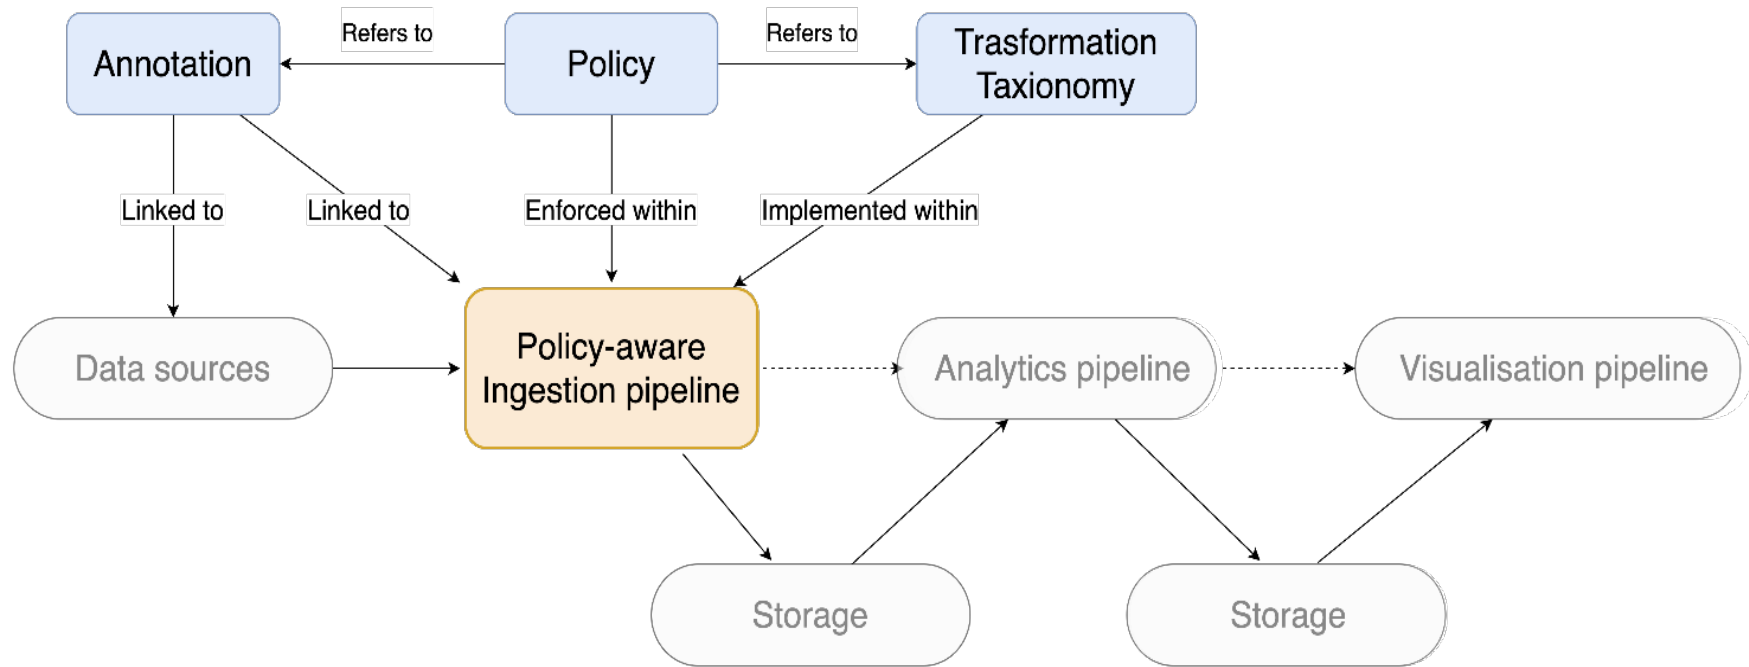 Refers to
Refers to
Annotation
Policy
Trasformation
Taxionomy
Linked to
Linked to
Enforced within
Implemented within
Data sources
Policy-aware
Ingestion pipeline
Analytics pipeline
Visualisation pipeline
Storage
Storage